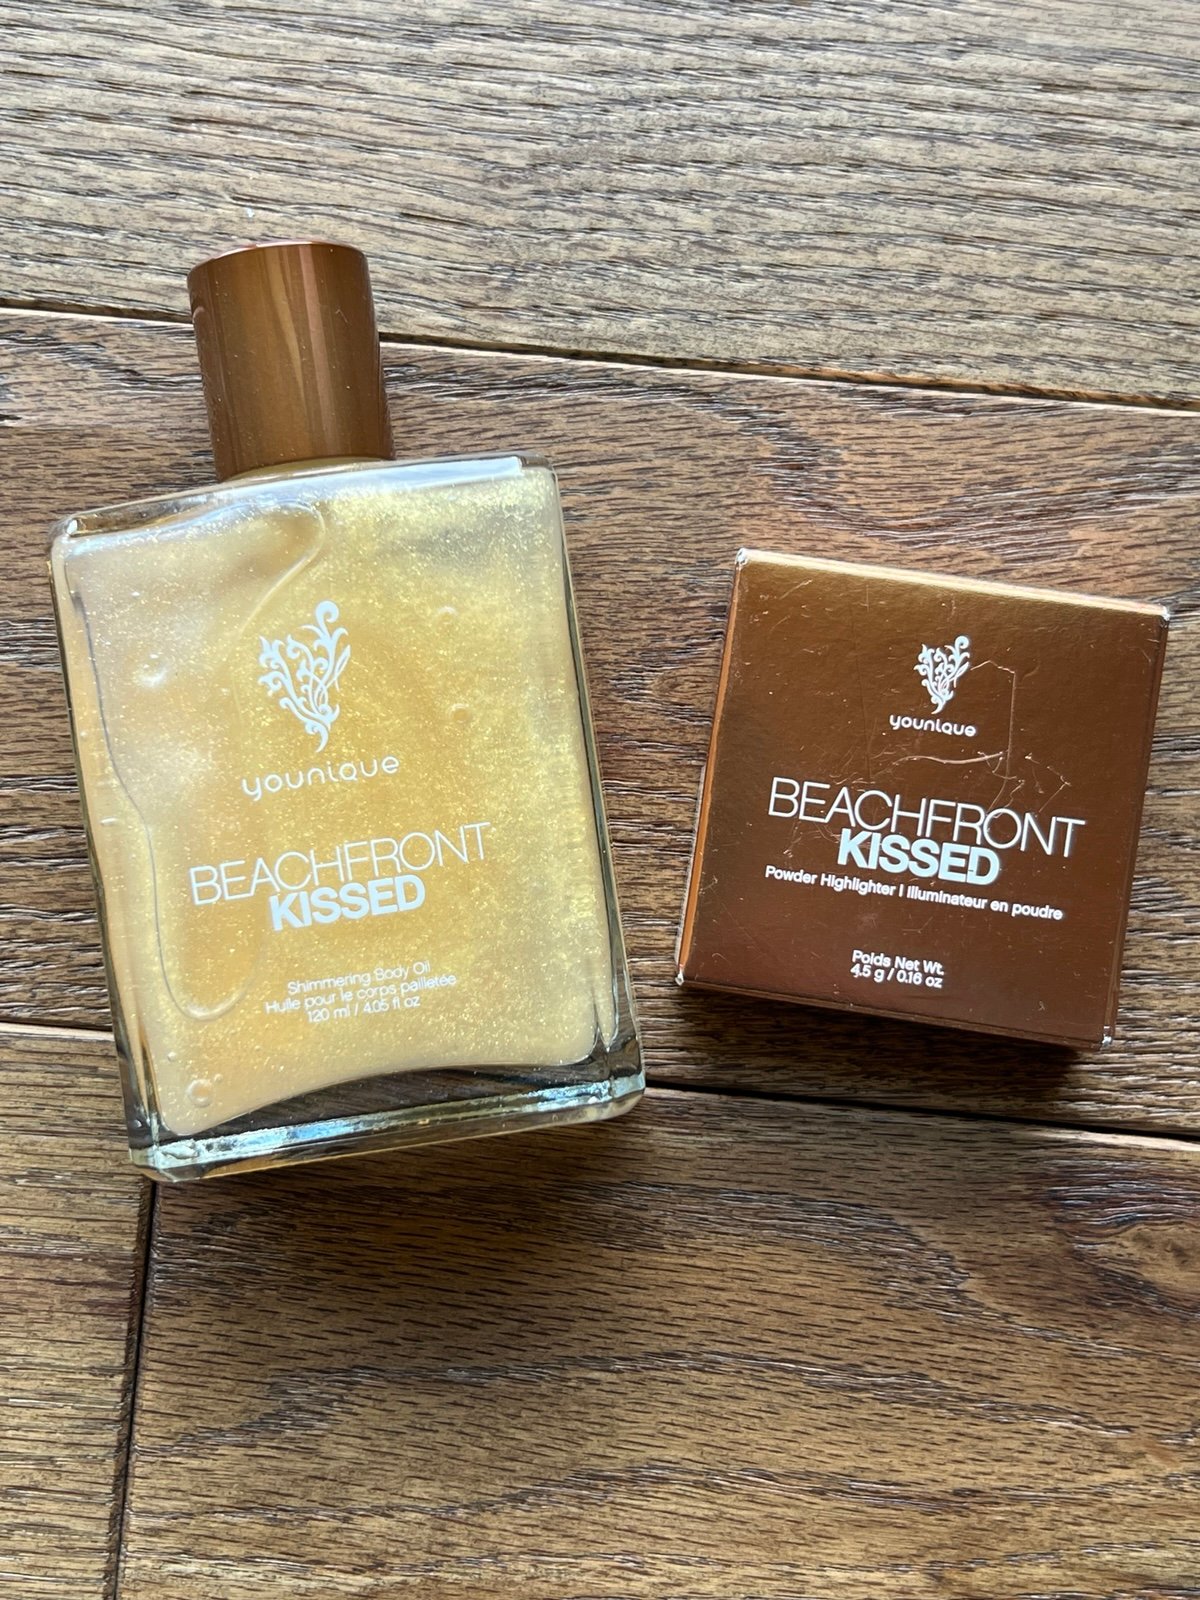 younique
BEACHFRONT
KISSED
Shimmering Body Oil
Huile pour le corps pailletée
120 ml / 4.05 fl oz
younique
BEACHFRONT
KISSED
Powder Highlighter | Illuminateur en poudre
Poids Net Wt.
4.5 g / 0.16 oz